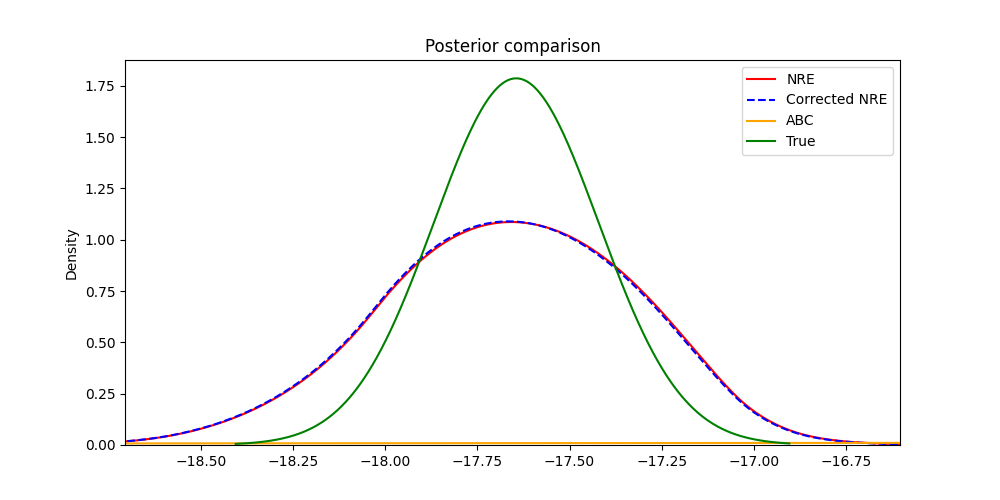 Posterior comparison
NRE
Corrected NRE
ABC
True
Density
1.75
1.50
1.25
1.00
0.75
0.50
0.25
0.00
−18.50 −18.25 −18.00 −17.75 −17.50 −17.25 −17.00 −16.75